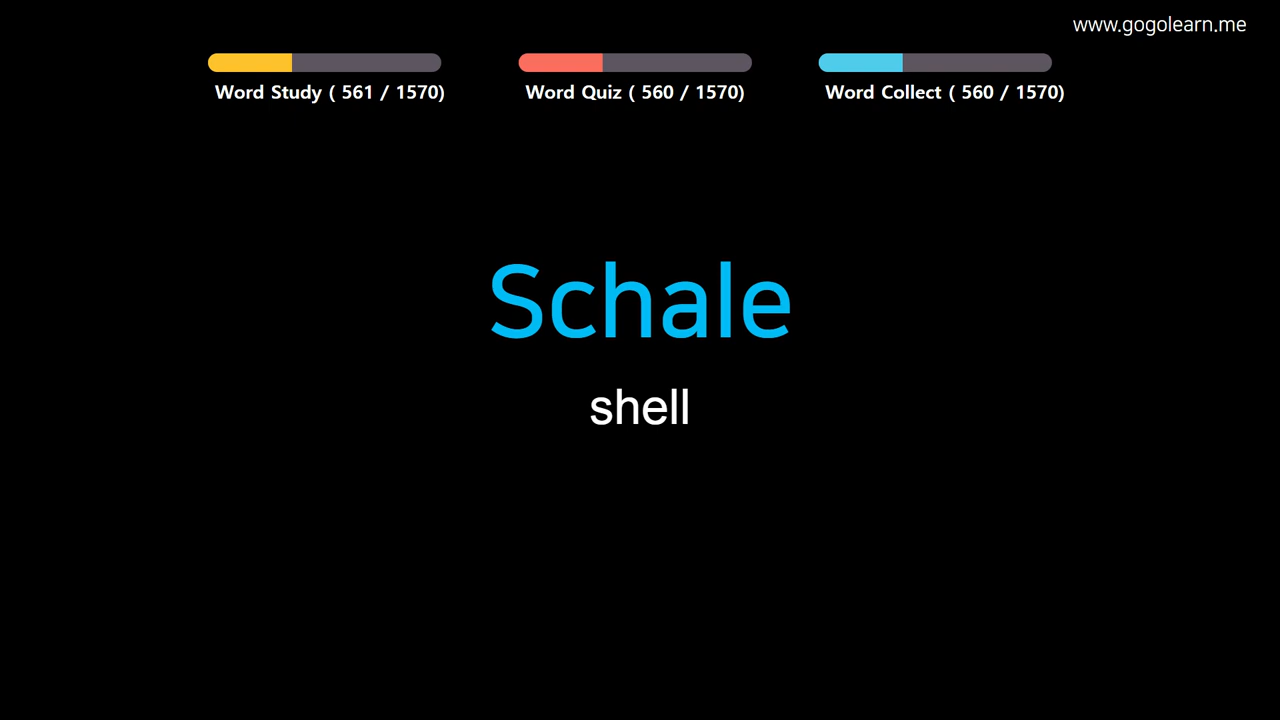 www.gogolearn.me
Word Study ( 561 / 1570)
Word Quiz ( 560 / 1570)
Word Collect ( 560 / 1570)
Schale
shell